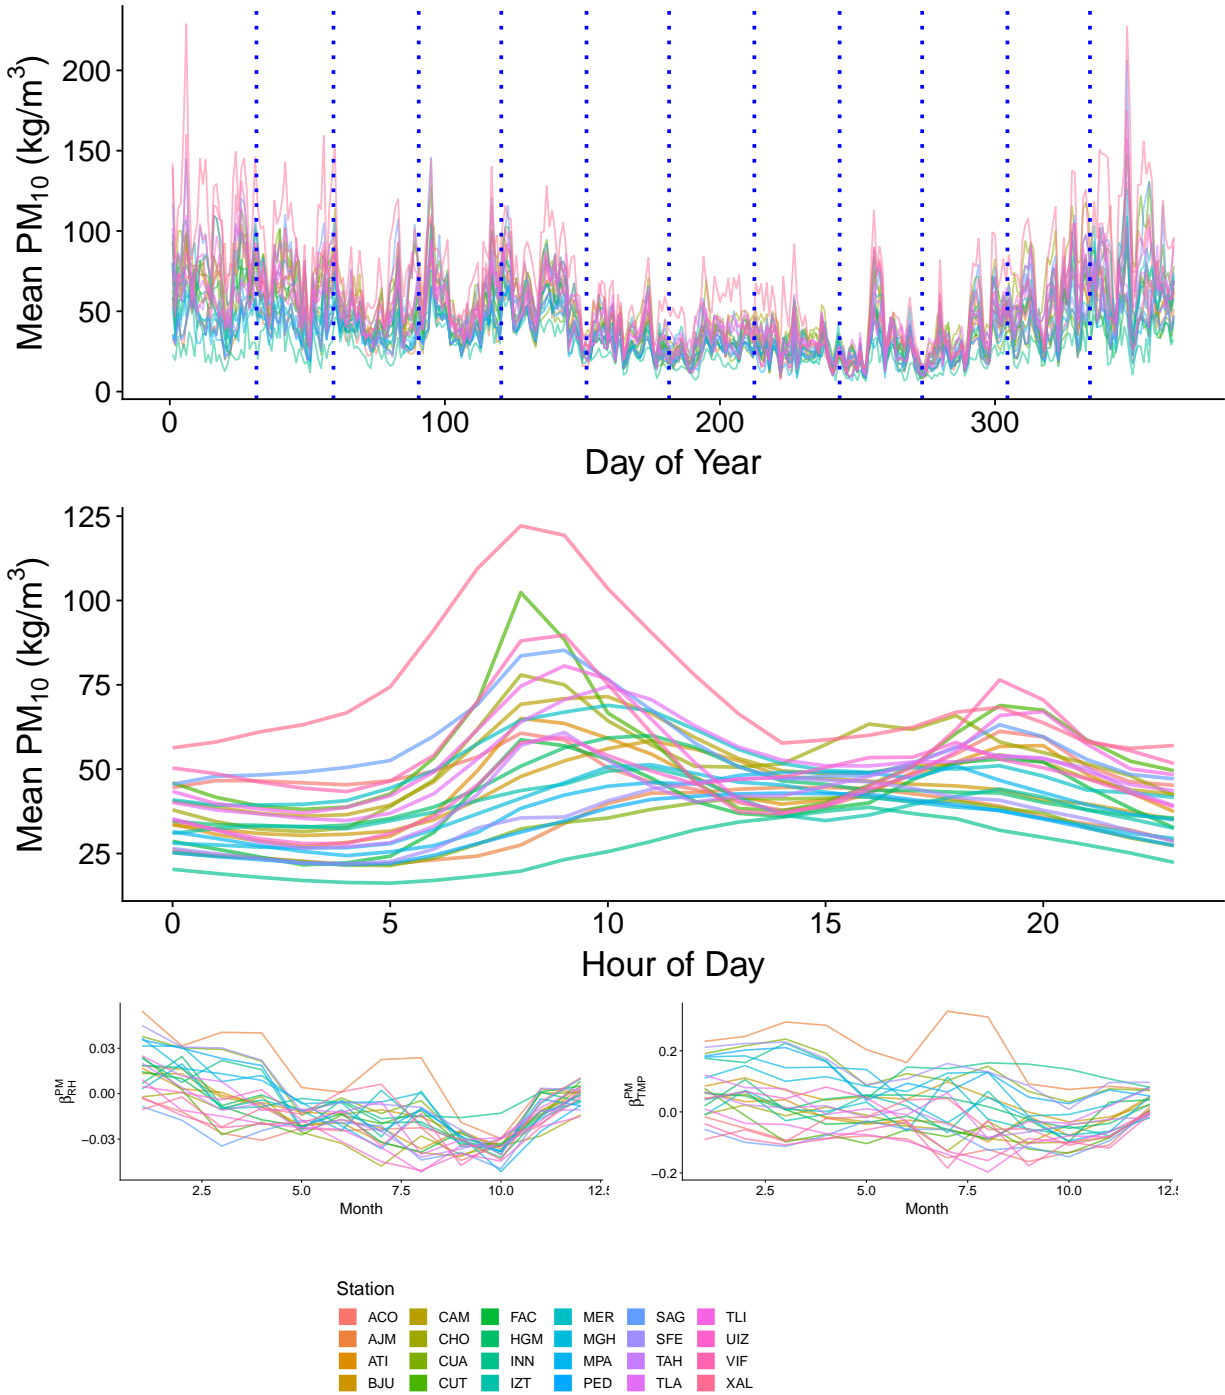 Mean PM10 (kg/m3)
200
150
100
50
0
0 100 200 300
Day of Year
Mean PM10 (kg/m3)
125
100
75
50
25
0 5 10 15 20
Hour of Day
βPMRH
0.03
0.00
−0.03
2.5 5.0 7.5 10.0 12.5
Month
βPMTMP
0.2
0.0
−0.2
2.5 5.0 7.5 10.0 12.5
Month
Station
ACO CAM FAC MER SAG TLI
AJM CHO HGM MGH SFE UIZ
ATI CUA INN MPA TAH VIF
BJU CUT IZT PED TLA XAL